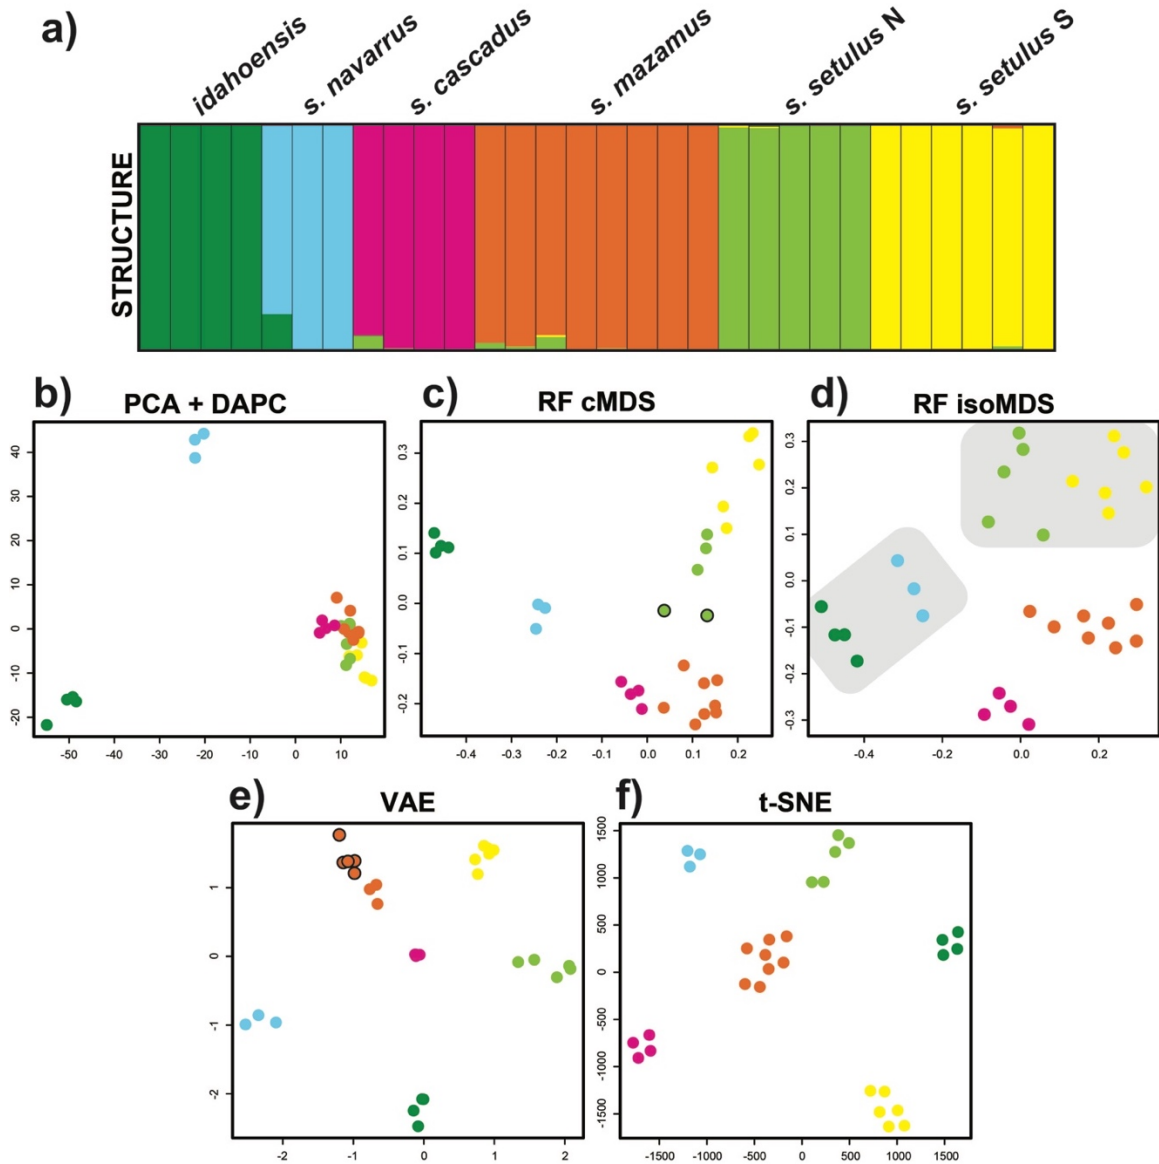 a)
idahoensis
s. navarrus
s. cascadus
s. mazamus
s. setulus N
s. setulus S
STRUCTURE
b)
PCA + DAPC
40
30
20
10
0
-10
-20
-50 -40 -30 -20 -10 0 10
c)
RF cMDS
0.3
0.2
0.1
0.0
-0.1
-0.2
-0.4 -0.3 -0.2 -0.1 0.0 0.1 0.2
d)
RF isoMDS
0.3
0.2
0.1
0.0
-0.1
-0.2
-0.3
-0.4 -0.2 0.0 0.2
e)
VAE
1
0
-1
-2
-2 -1 0 1 2
f)
t-SNE
1500
1000
500
0
-500
-1000
-1500
-1500 -1000 -500 0 500 1000 1500